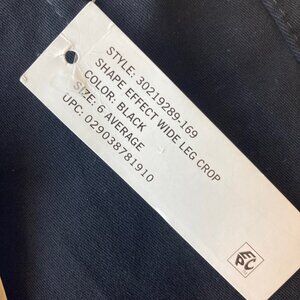 STYLE: 30219289-169
SHAPE EFFECT WIDE LEG CROP
COLOR: BLACK
SIZE: 6 AVERAGE
UPC: 029038781910